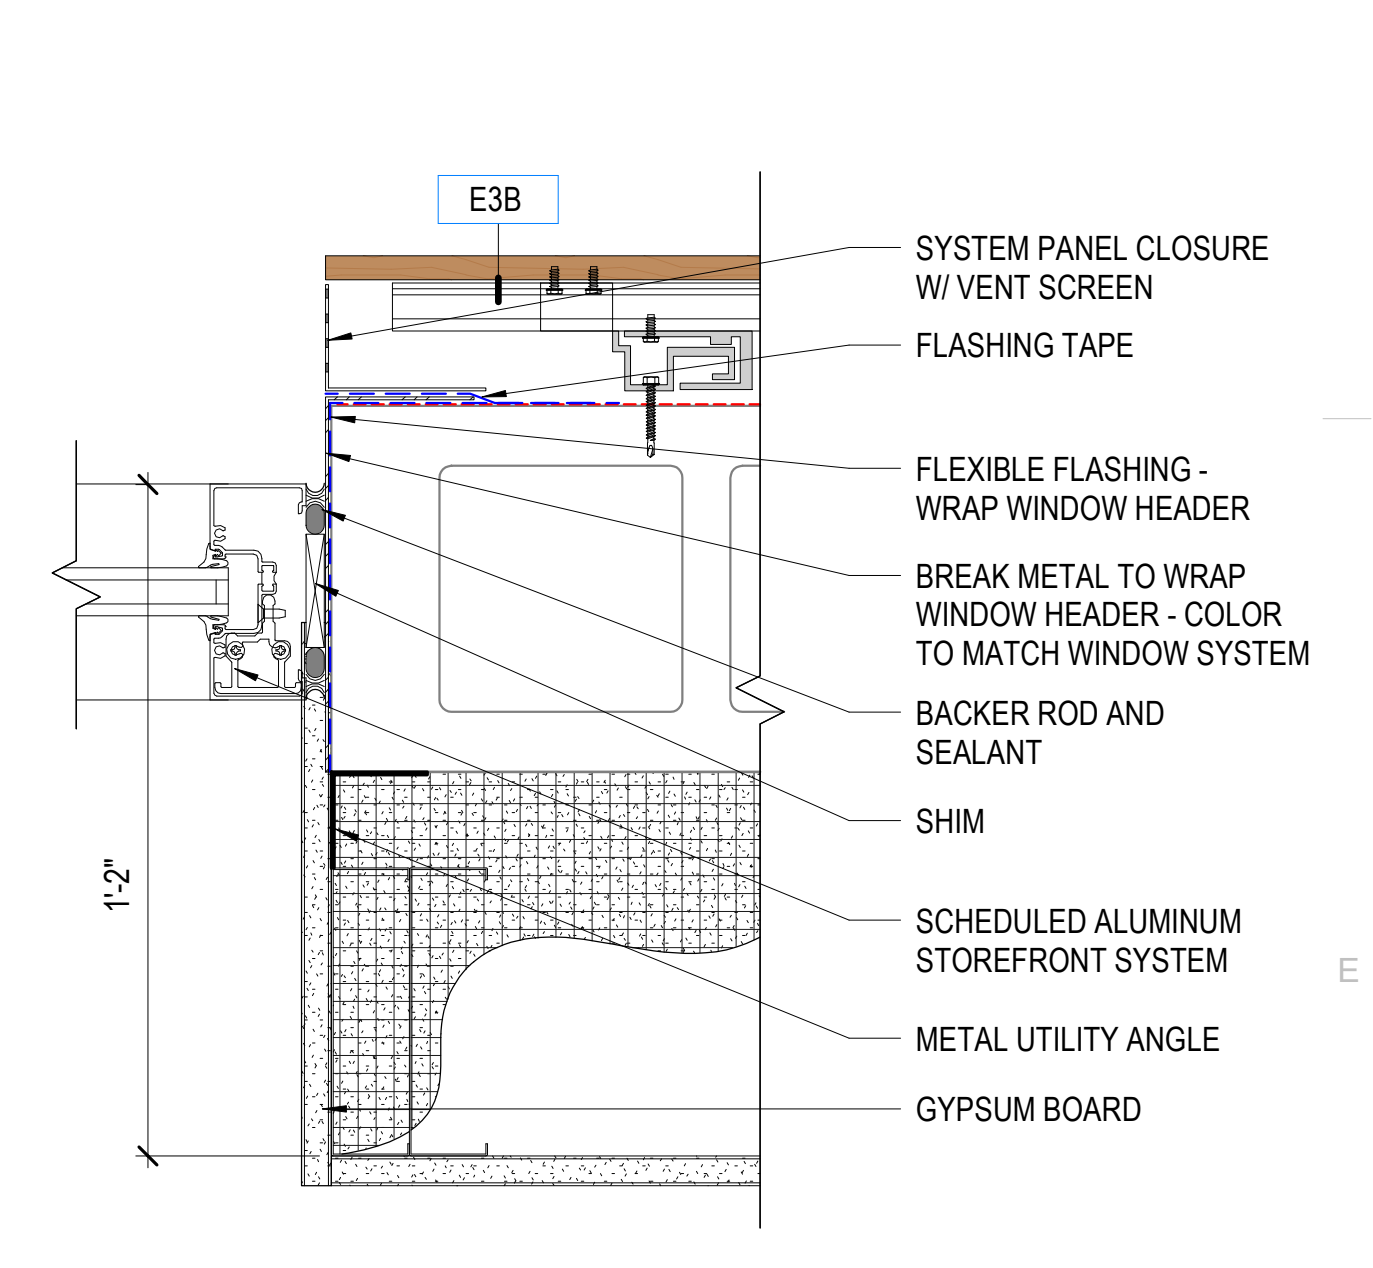 E3B
SYSTEM PANEL CLOSURE
W/ VENT SCREEN
FLASHING TAPE
FLEXIBLE FLASHING -
WRAP WINDOW HEADER
BREAK METAL TO WRAP
WINDOW HEADER - COLOR
TO MATCH WINDOW SYSTEM
BACKER ROD AND
SEALANT
SHIM
1'-2"
SCHEDULED ALUMINUM
STOREFRONT SYSTEM
E
METAL UTILITY ANGLE
GYPSUM BOARD